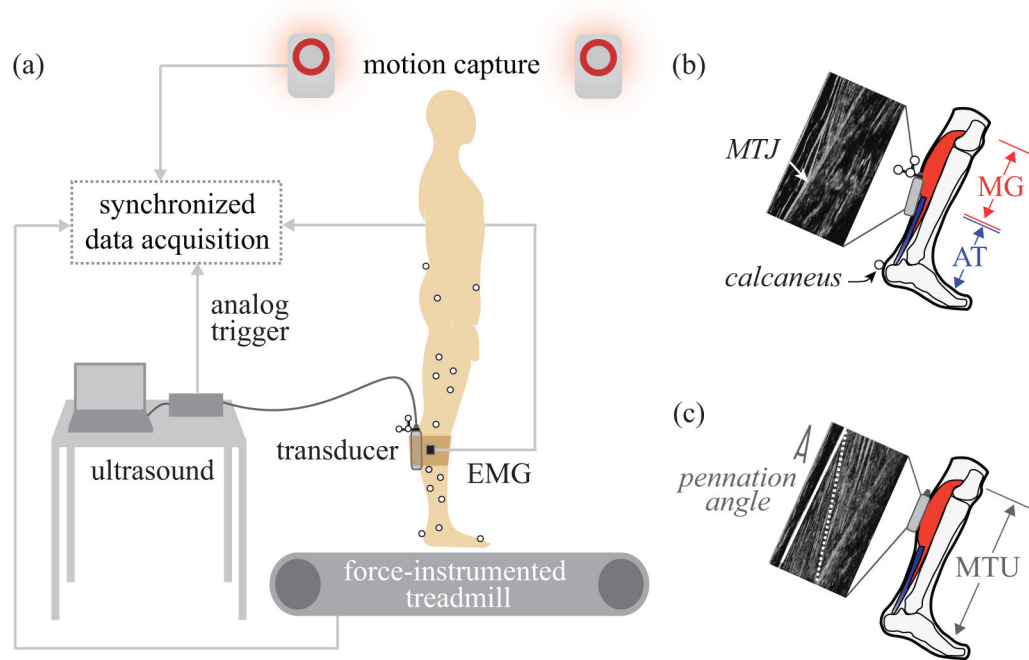 (a)
motion capture
synchronized
data acquisition
analog
trigger
ultrasound
transducer
EMG
force-instrumented
treadmill
(b)
MTJ
MG
AT
calcaneus
(c)
pennation
angle
MTU